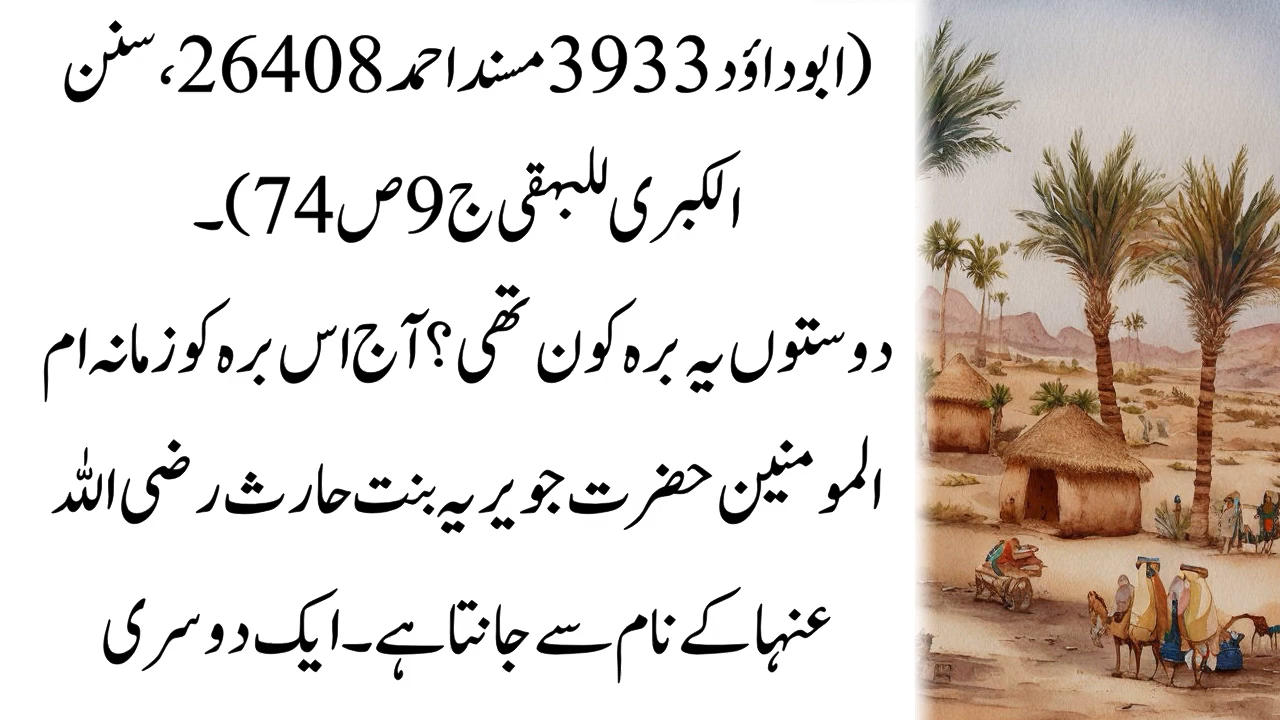 (ابوداؤد 3933 مسند احمد 26408، سنن
الکبری للبہقی ج 9 ص 74)۔
دوستوں یہ برہ کون تھی؟ آج اس برہ کو زمانہ ام
المومنین حضرت جویریہ بنت حارث رضی اللہ
عنہا کے نام سے جانتا ہے۔ ایک دوسری